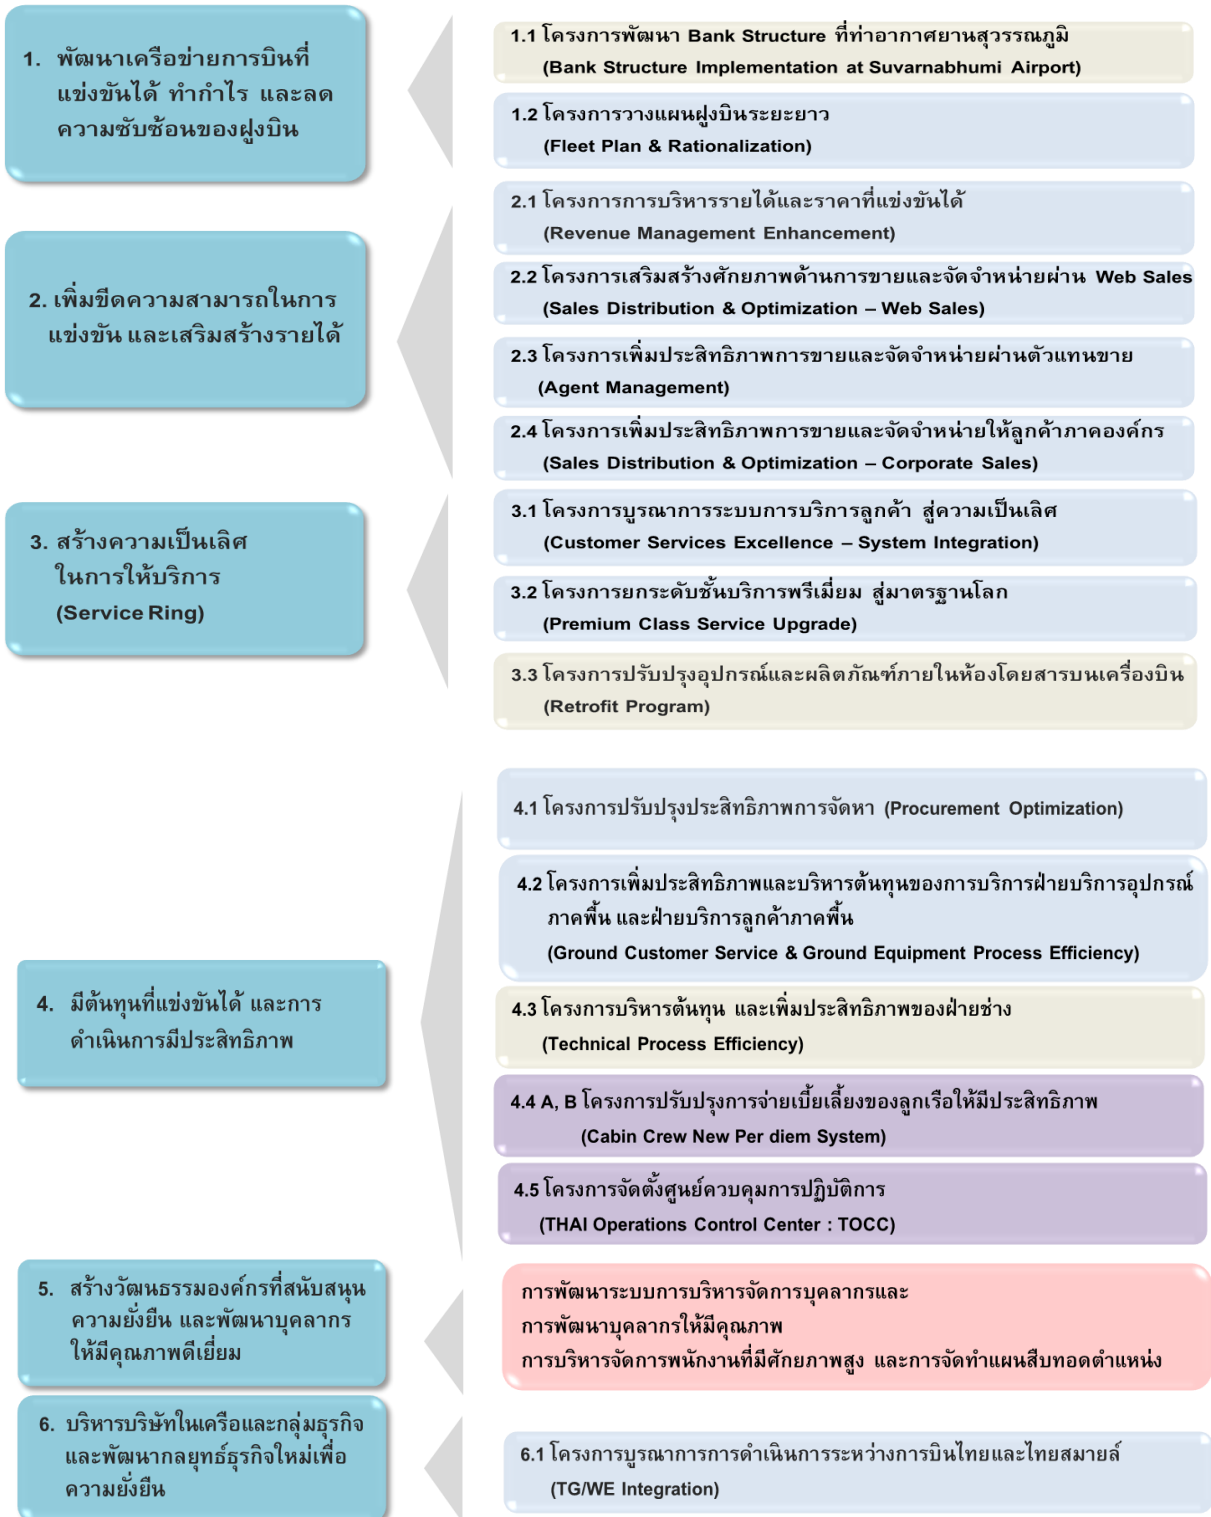 1. พัฒนาเครือข่ายการบินที่
แข่งขันได้ ทำกำไร และลด
ความซับซ้อนของฝูงบิน
1.1 โครงการพัฒนา Bank Structure ที่ท่าอากาศยานสุวรรณภูมิ
(Bank Structure Implementation at Suvarnabhumi Airport)
1.2 โครงการวางแผนฝูงบินระยะยาว
(Fleet Plan & Rationalization)
2. เพิ่มขีดความสามารถในการ
แข่งขัน และเสริมสร้างรายได้
2.1 โครงการการบริหารรายได้และราคาที่แข่งขันได้
(Revenue Management Enhancement)
2.2 โครงการเสริมสร้างศักยภาพด้านการขายและจัดจำหน่ายผ่าน Web Sales
(Sales Distribution & Optimization – Web Sales)
2.3 โครงการเพิ่มประสิทธิภาพการขายและจัดจำหน่ายผ่านตัวแทนขาย
(Agent Management)
2.4 โครงการเพิ่มประสิทธิภาพการขายและจัดจำหน่ายให้ลูกค้าภาคองค์กร
(Sales Distribution & Optimization – Corporate Sales)
3. สร้างความเป็นเลิศ
ในการให้บริการ
(Service Ring)
3.1 โครงการบูรณาการระบบการบริการลูกค้า สู่ความเป็นเลิศ
(Customer Services Excellence – System Integration)
3.2 โครงการยกระดับชั้นบริการพรีเมี่ยม สู่มาตรฐานโลก
(Premium Class Service Upgrade)
3.3 โครงการปรับปรุงอุปกรณ์และผลิตภัณฑ์ภายในห้องโดยสารบนเครื่องบิน
(Retrofit Program)
4. มีต้นทุนที่แข่งขันได้ และการ
ดำเนินการมีประสิทธิภาพ
4.1 โครงการปรับปรุงประสิทธิภาพการจัดหา (Procurement Optimization)
4.2 โครงการเพิ่มประสิทธิภาพและบริหารต้นทุนของการบริการฝ่ายบริการอุปกรณ์
ภาคพื้น และฝ่ายบริการลูกค้าภาคพื้น
(Ground Customer Service & Ground Equipment Process Efficiency)
4.3 โครงการบริหารต้นทุน และเพิ่มประสิทธิภาพของฝ่ายช่าง
(Technical Process Efficiency)
4.4 A, B โครงการปรับปรุงการจ่ายเบี้ยเลี้ยงของลูกเรือให้มีประสิทธิภาพ
(Cabin Crew New Per diem System)
4.5 โครงการจัดตั้งศูนย์ควบคุมการปฏิบัติการ
(THAI Operations Control Center : TOCC)
5. สร้างวัฒนธรรมองค์กรที่สนับสนุน
ความยั่งยืน และพัฒนาบุคลากร
ให้มีคุณภาพดีเยี่ยม
การพัฒนาระบบการบริหารจัดการบุคลากรและ
การพัฒนาบุคลากรให้มีคุณภาพ
การบริหารจัดการพนักงานที่มีศักยภาพสูง และการจัดทำแผนสืบทอดตำแหน่ง
6. บริหารบริษัทในเครือและกลุ่มธุรกิจ
และพัฒนากลยุทธ์ธุรกิจใหม่เพื่อ
ความยั่งยืน
6.1 โครงการบูรณาการการดำเนินการระหว่างการบินไทยและไทยสมายล์
(TG/WE Integration)